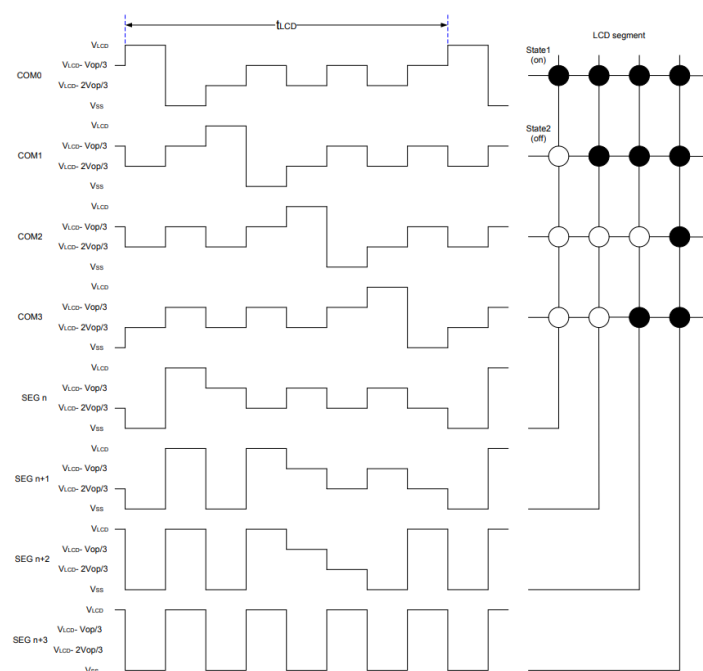 tLCD
LCD segment
VLCD
VLCD- Vop/3
COM0
VLCD- 2Vop/3
VSS
State1
(on)
VLCD
VLCD- Vop/3
COM1
VLCD- 2Vop/3
VSS
State2
(off)
VLCD
VLCD- Vop/3
COM2
VLCD- 2Vop/3
VSS
VLCD
VLCD- Vop/3
COM3
VLCD- 2Vop/3
VSS
VLCD
VLCD- Vop/3
SEG n
VLCD- 2Vop/3
VSS
VLCD
VLCD- Vop/3
SEG n+1
VLCD- 2Vop/3
VSS
VLCD
VLCD- Vop/3
SEG n+2
VLCD- 2Vop/3
VSS
VLCD
VLCD- Vop/3
SEG n+3
VLCD- 2Vop/3
VSS